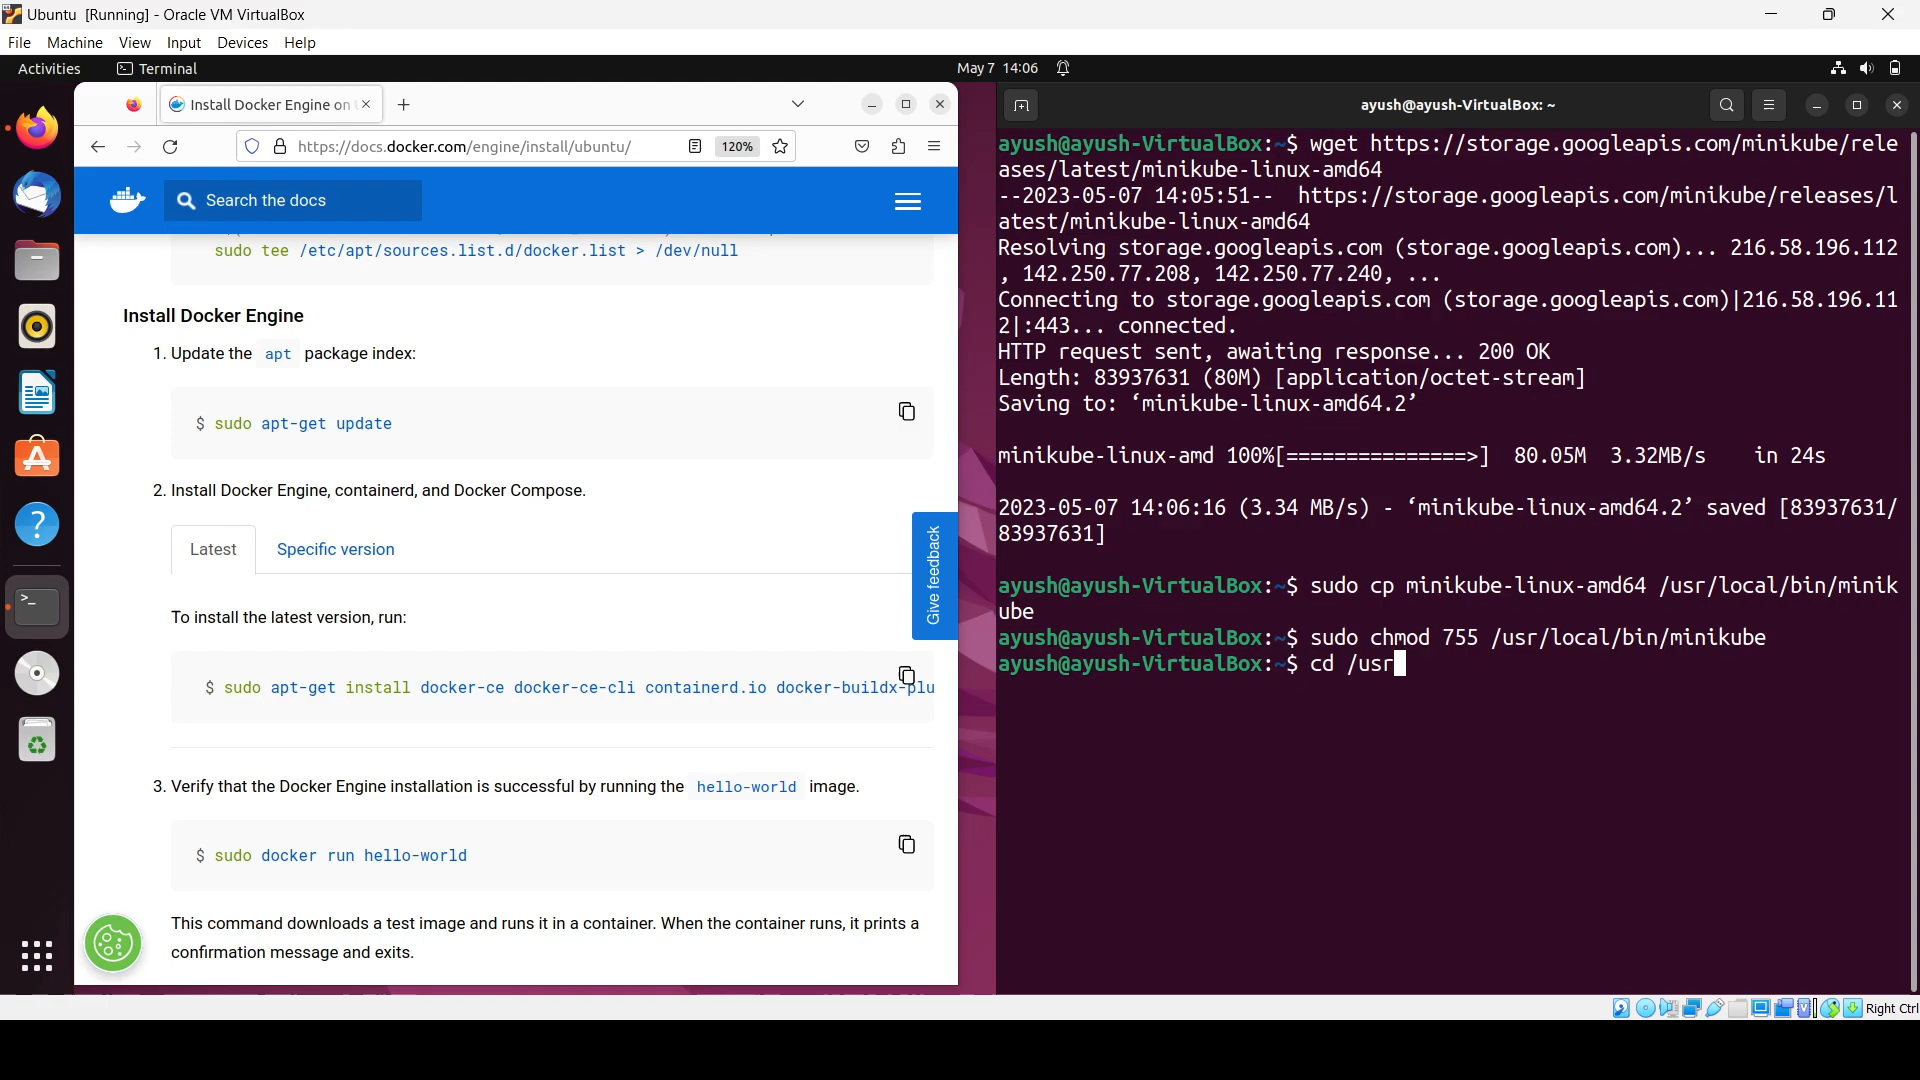 Ubuntu [Running] - Oracle VM VirtualBox
File Machine View Input Devices Help
Activities Terminal May 7 14:06
Install Docker Engine on
https://docs.docker.com/engine/install/ubuntu/ 120%
Search the docs
sudo tee /etc/apt/sources.list.d/docker.list > /dev/null
Install Docker Engine
1. Update the apt package index:
$ sudo apt-get update
2. Install Docker Engine, containerd, and Docker Compose.
Latest Specific version
Give feedback
To install the latest version, run:
$ sudo apt-get install docker-ce docker-ce-cli containerd.io docker-buildx-plu
3. Verify that the Docker Engine installation is successful by running the hello-world image.
$ sudo docker run hello-world
This command downloads a test image and runs it in a container. When the container runs, it prints a
confirmation message and exits.
ayush@ayush-VirtualBox: ~
ayush@ayush-VirtualBox:~$ wget https://storage.googleapis.com/minikube/rele
ases/latest/minikube-linux-amd64
--2023-05-07 14:05:51-- https://storage.googleapis.com/minikube/releases/l
atest/minikube-linux-amd64
Resolving storage.googleapis.com (storage.googleapis.com)... 216.58.196.112
, 142.250.77.208, 142.250.77.240, ...
Connecting to storage.googleapis.com (storage.googleapis.com)|216.58.196.11
2|:443... connected.
HTTP request sent, awaiting response... 200 OK
Length: 83937631 (80M) [application/octet-stream]
Saving to: ‘minikube-linux-amd64.2’
minikube-linux-amd 100%[===============>] 80.05M 3.32MB/s in 24s
2023-05-07 14:06:16 (3.34 MB/s) - ‘minikube-linux-amd64.2’ saved [83937631/
83937631]
ayush@ayush-VirtualBox:~$ sudo cp minikube-linux-amd64 /usr/local/bin/minik
ube
ayush@ayush-VirtualBox:~$ sudo chmod 755 /usr/local/bin/minikube
ayush@ayush-VirtualBox:~$ cd /usr
Right Ctrl